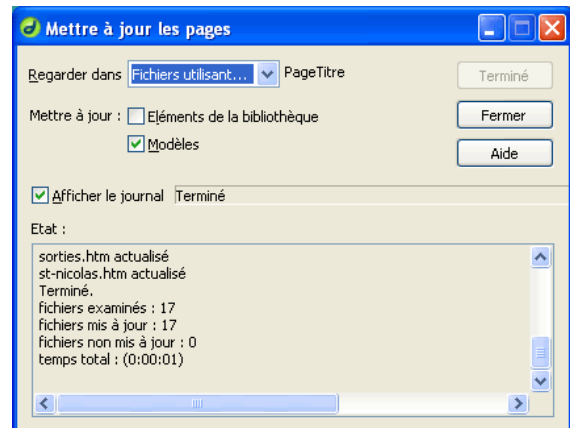 Mettre à jour les pages
Regarder dans Fichiers utilisant... PageTitre Terminé
Mettre à jour : Eléments de la bibliothèque Fermer
Modèles Aide
Afficher le journal Terminé
Etat :
sorties.htm actualisé
st-nicolas.htm actualisé
Terminé.
fichiers examinés : 17
fichiers mis à jour : 17
fichiers non mis à jour : 0
temps total : (0:00:01)